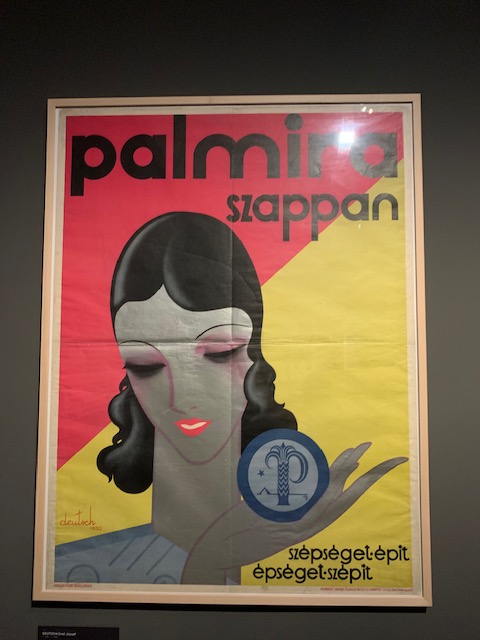 palmira
szappan
P
deutsch
szépséget·épít
épséget·szépít